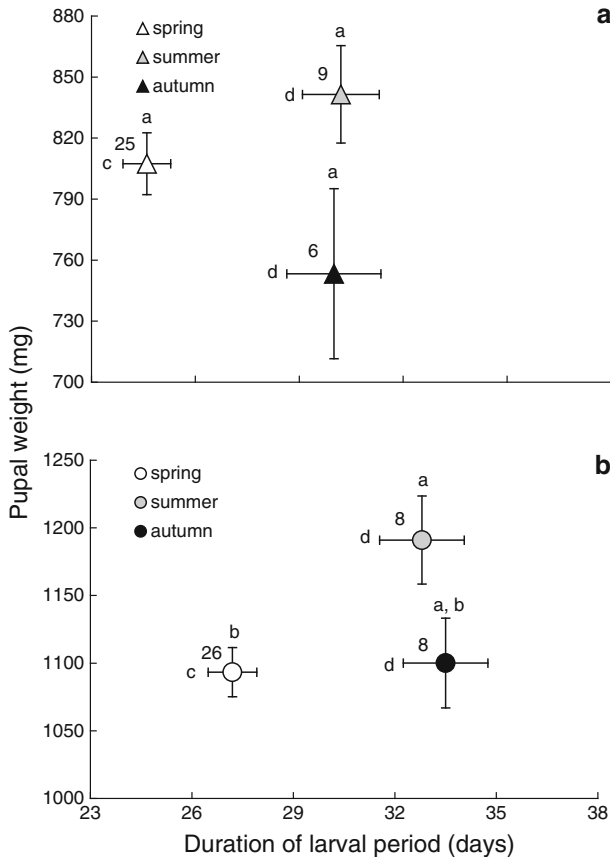 a
880
850
820
790
760
730
700
spring
summer
autumn
a
9
d
a
25
c
a
6
d
Pupal weight (mg)
b
1250
1200
1150
1100
1050
1000
spring
summer
autumn
a
8
d
a, b
8
d
b
26
c
23
26
29
32
35
38
Duration of larval period (days)